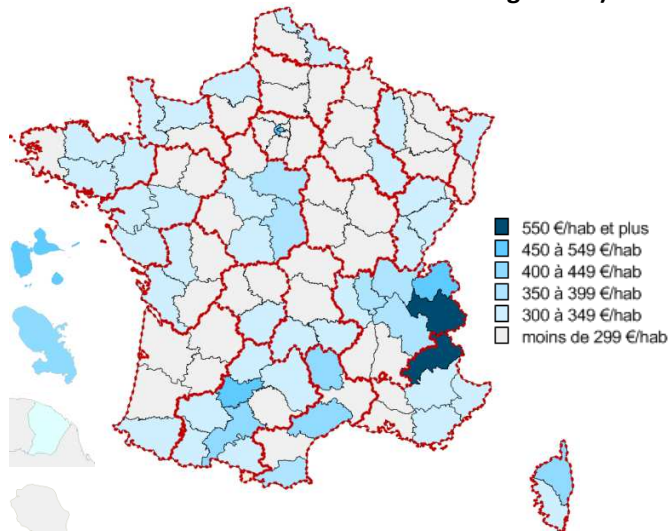 550 €/hab et plus
450 à 549 €/hab
400 à 449 €/hab
350 à 399 €/hab
300 à 349 €/hab
moins de 299 €/hab